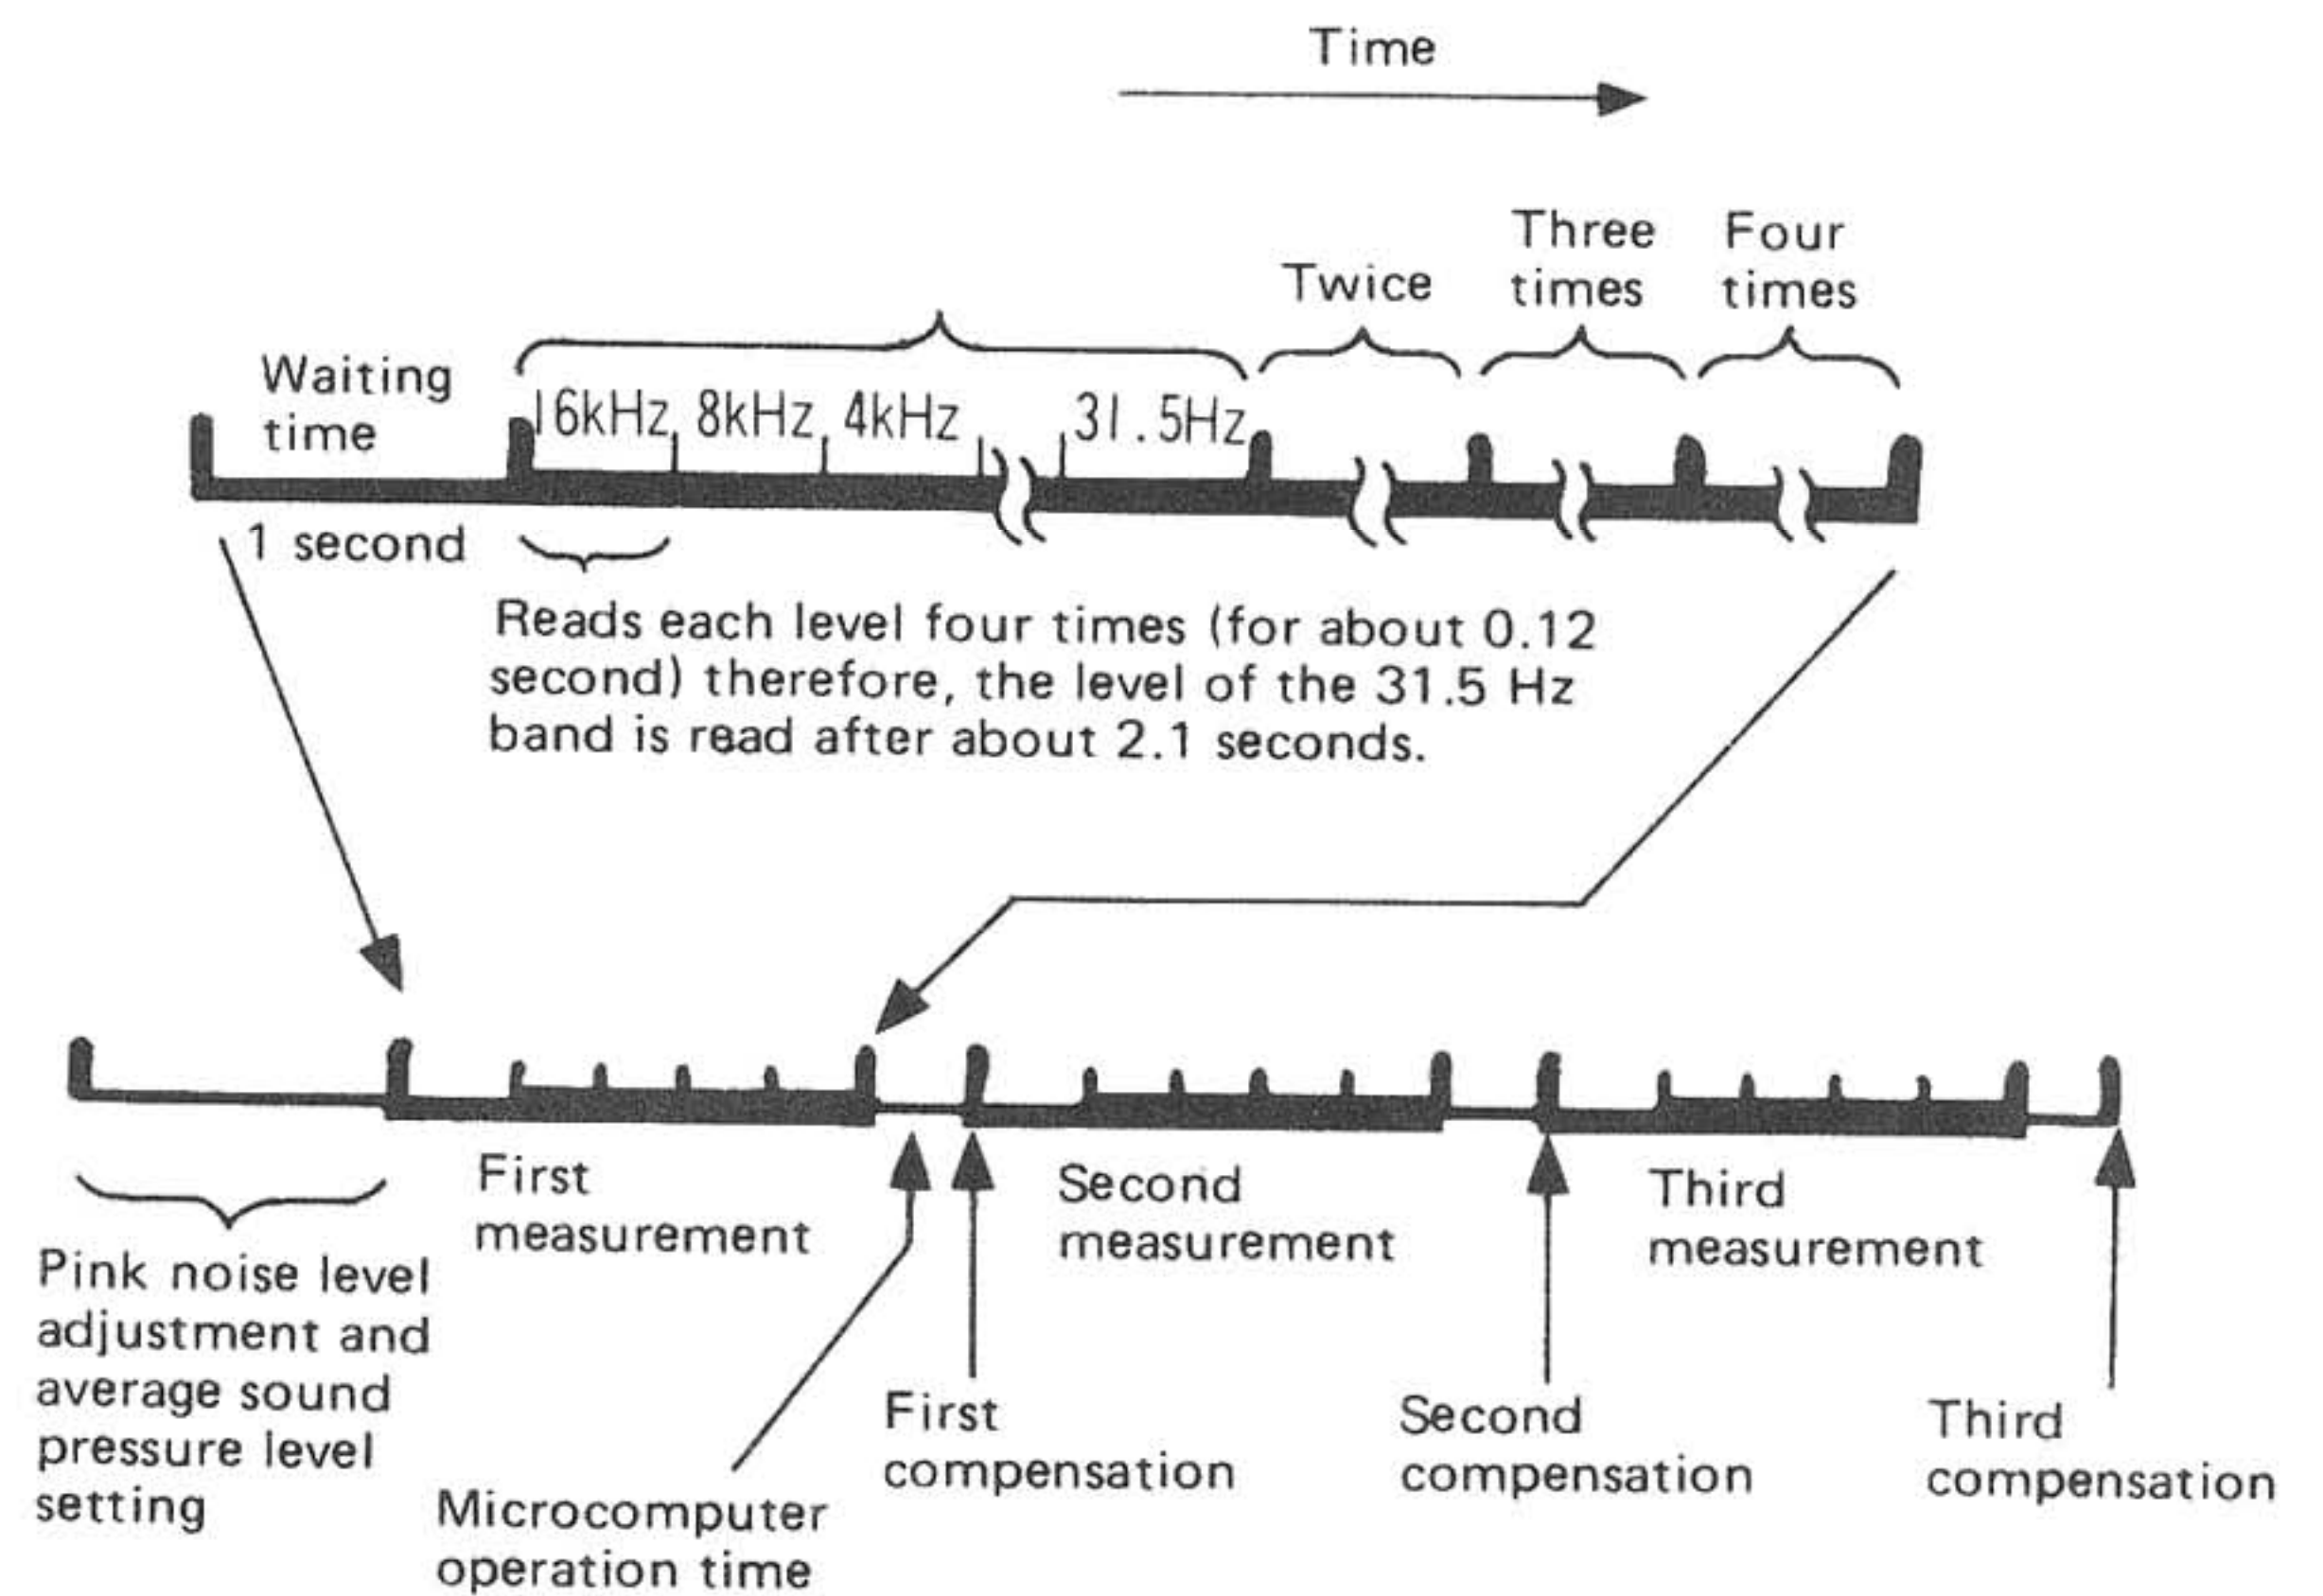 Time
Three
times
Four
times
Twice
Waiting
time
16kHz 8kHz 4kHz 31.5Hz
1 second
Reads each level four times (for about 0.12
second) therefore, the level of the 31.5 Hz
band is read after about 2.1 seconds.
First
measurement
Second
measurement
Third
measurement
Pink noise level
adjustment and
average sound
pressure level
setting
Microcomputer
operation time
First
compensation
Second
compensation
Third
compensation